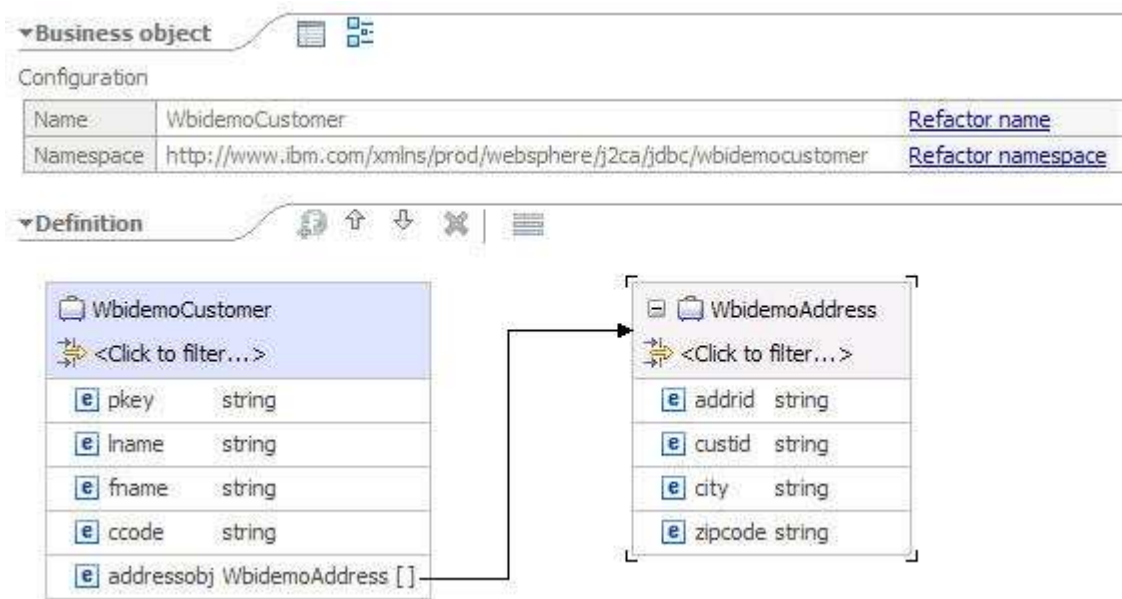 Business object
Configuration
Name WbidemoCustomer Refactor name
Namespace http://www.ibm.com/xmlns/prod/websphere/j2ca/jdbc/wbidemocustomer Refactor namespace
Definition
WbidemoCustomer
<Click to filter...>
pkey string
lname string
fname string
ccode string
addressobj WbidemoAddress []
WbidemoAddress
<Click to filter...>
addrid string
custid string
city string
zipcode string